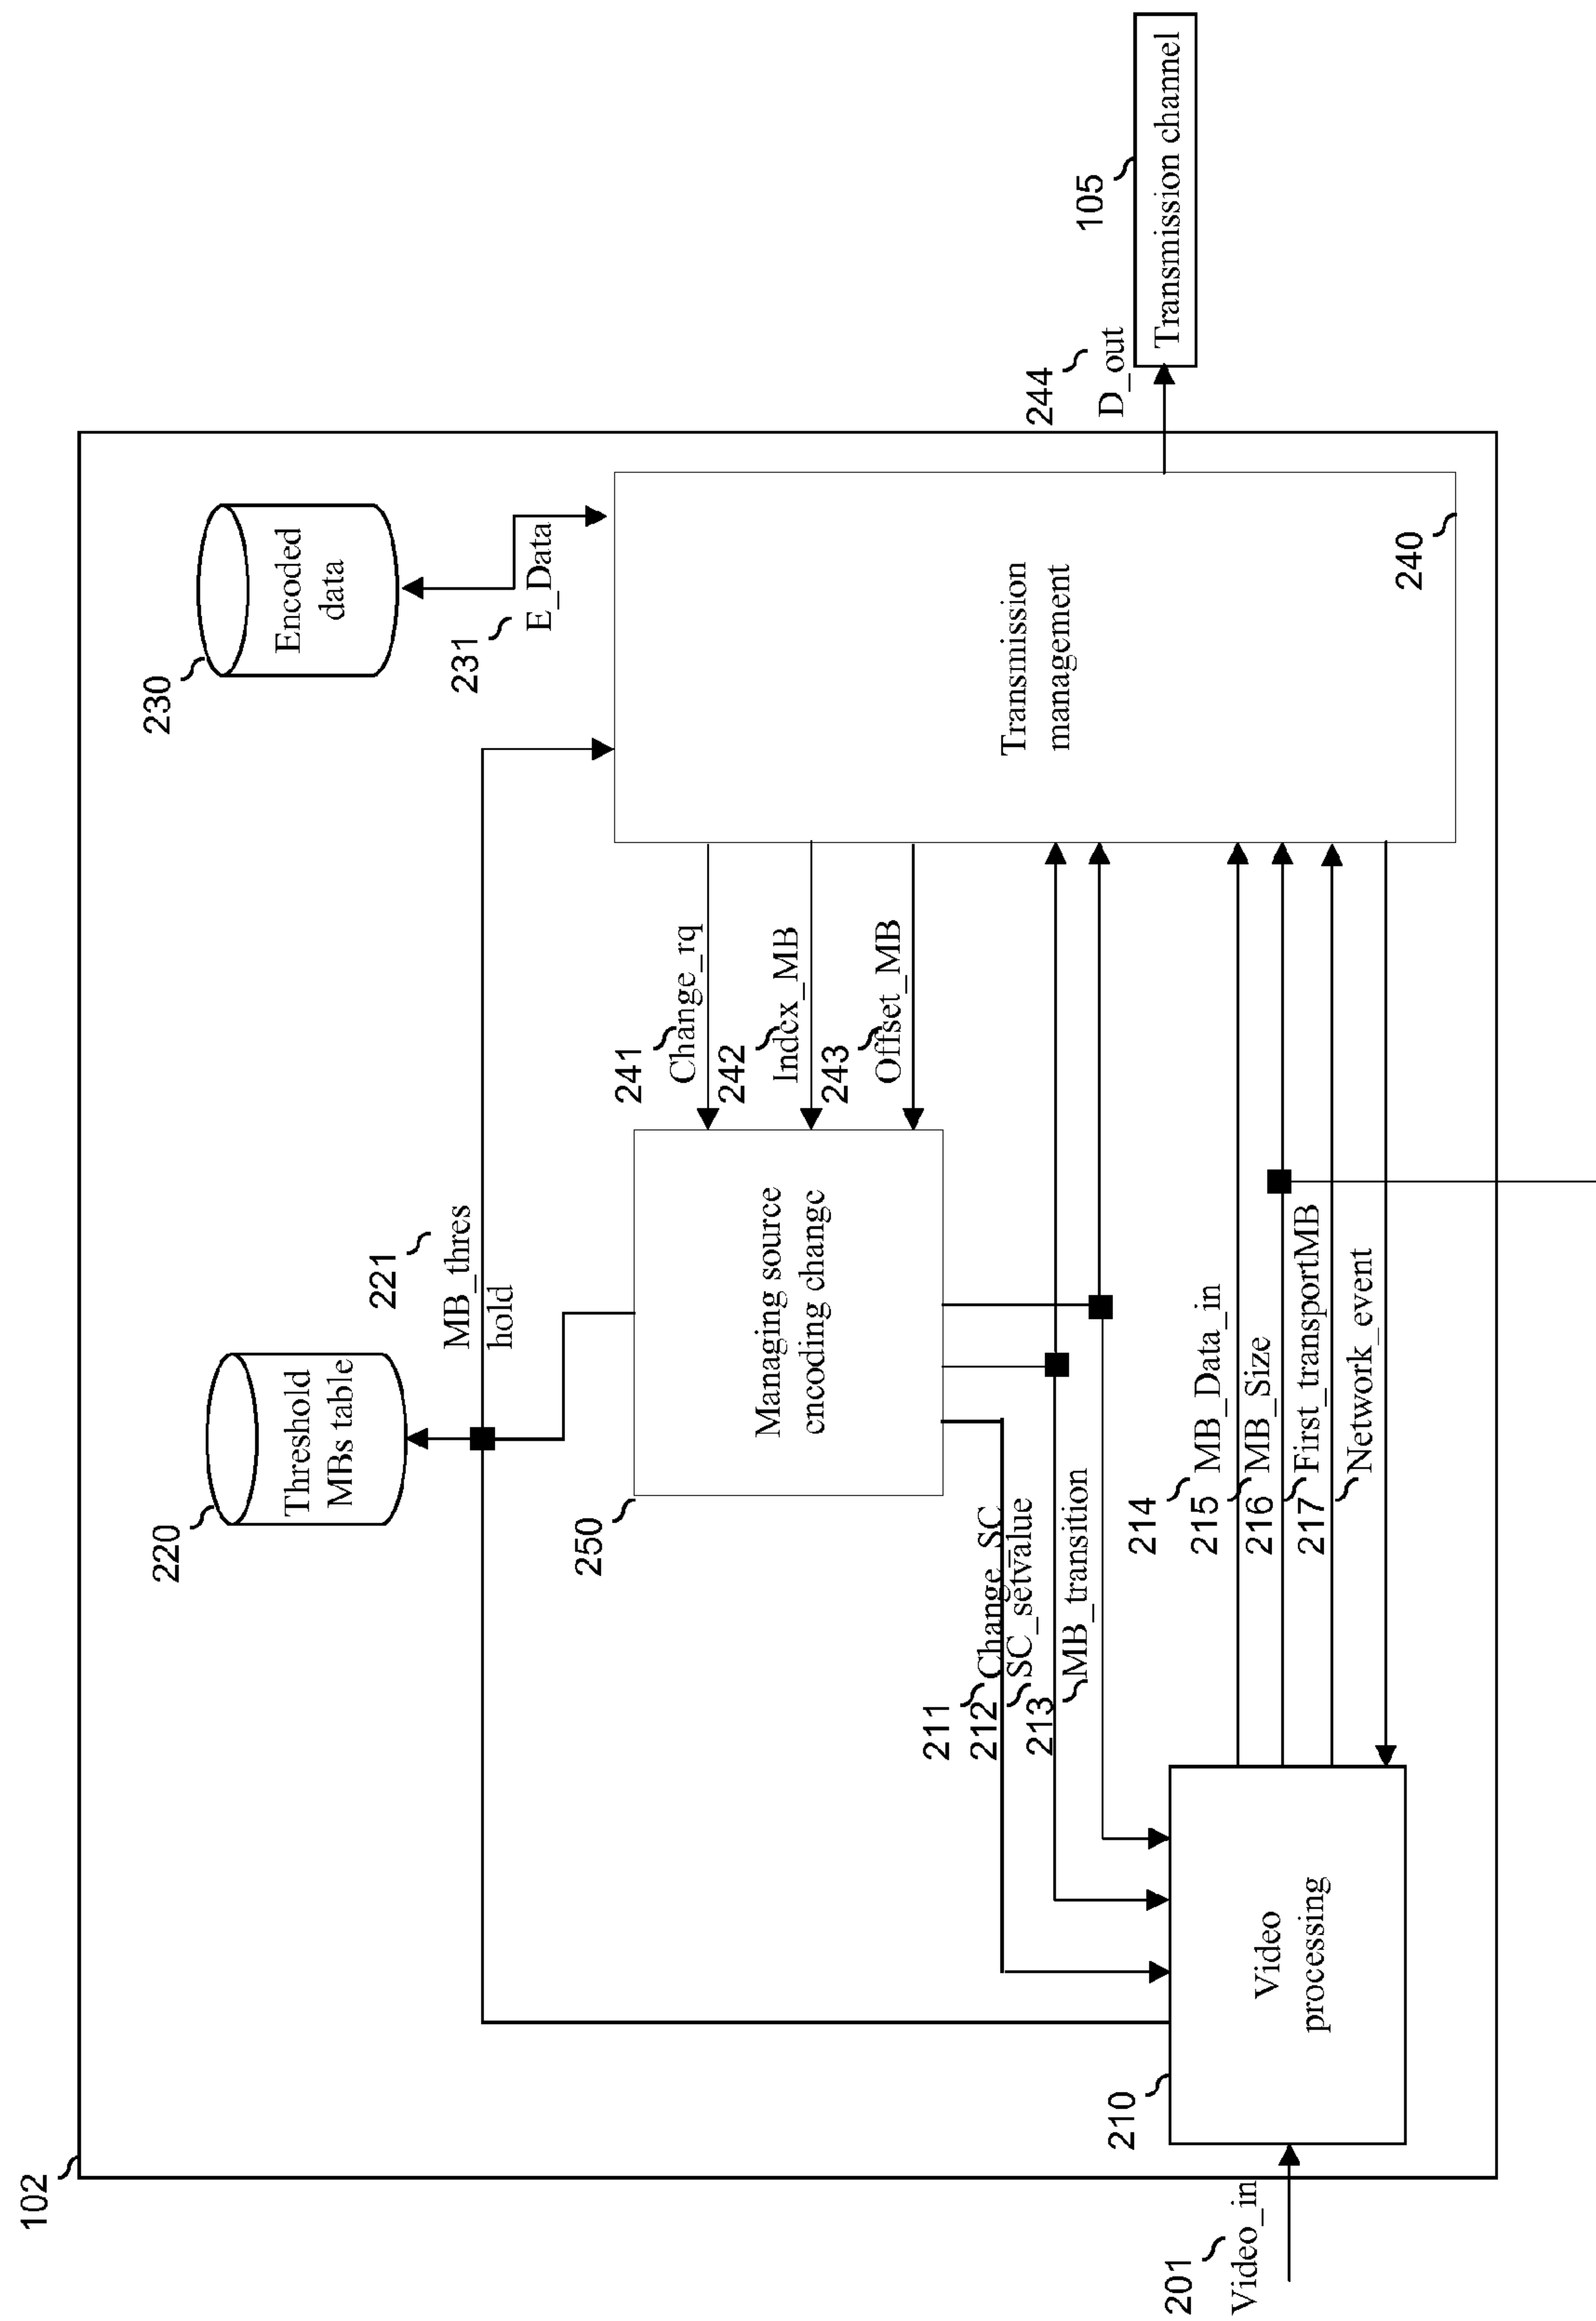 102
220
Threshold
MBs table
230
Encoded
data
221
MB_thres
hold
231
E_Data
250
Managing source
encoding change
241
Change_rq
242
Index_MB
243
Offset_MB
Transmission
management
240
244
D_out
105
Transmission channel
211
Change_SC
212
SC_setvalue
213
MB_transition
214
MB_Data_in
215
MB_Size
216
First_transportMB
217
Network_event
210
Video
processing
201
Video_in